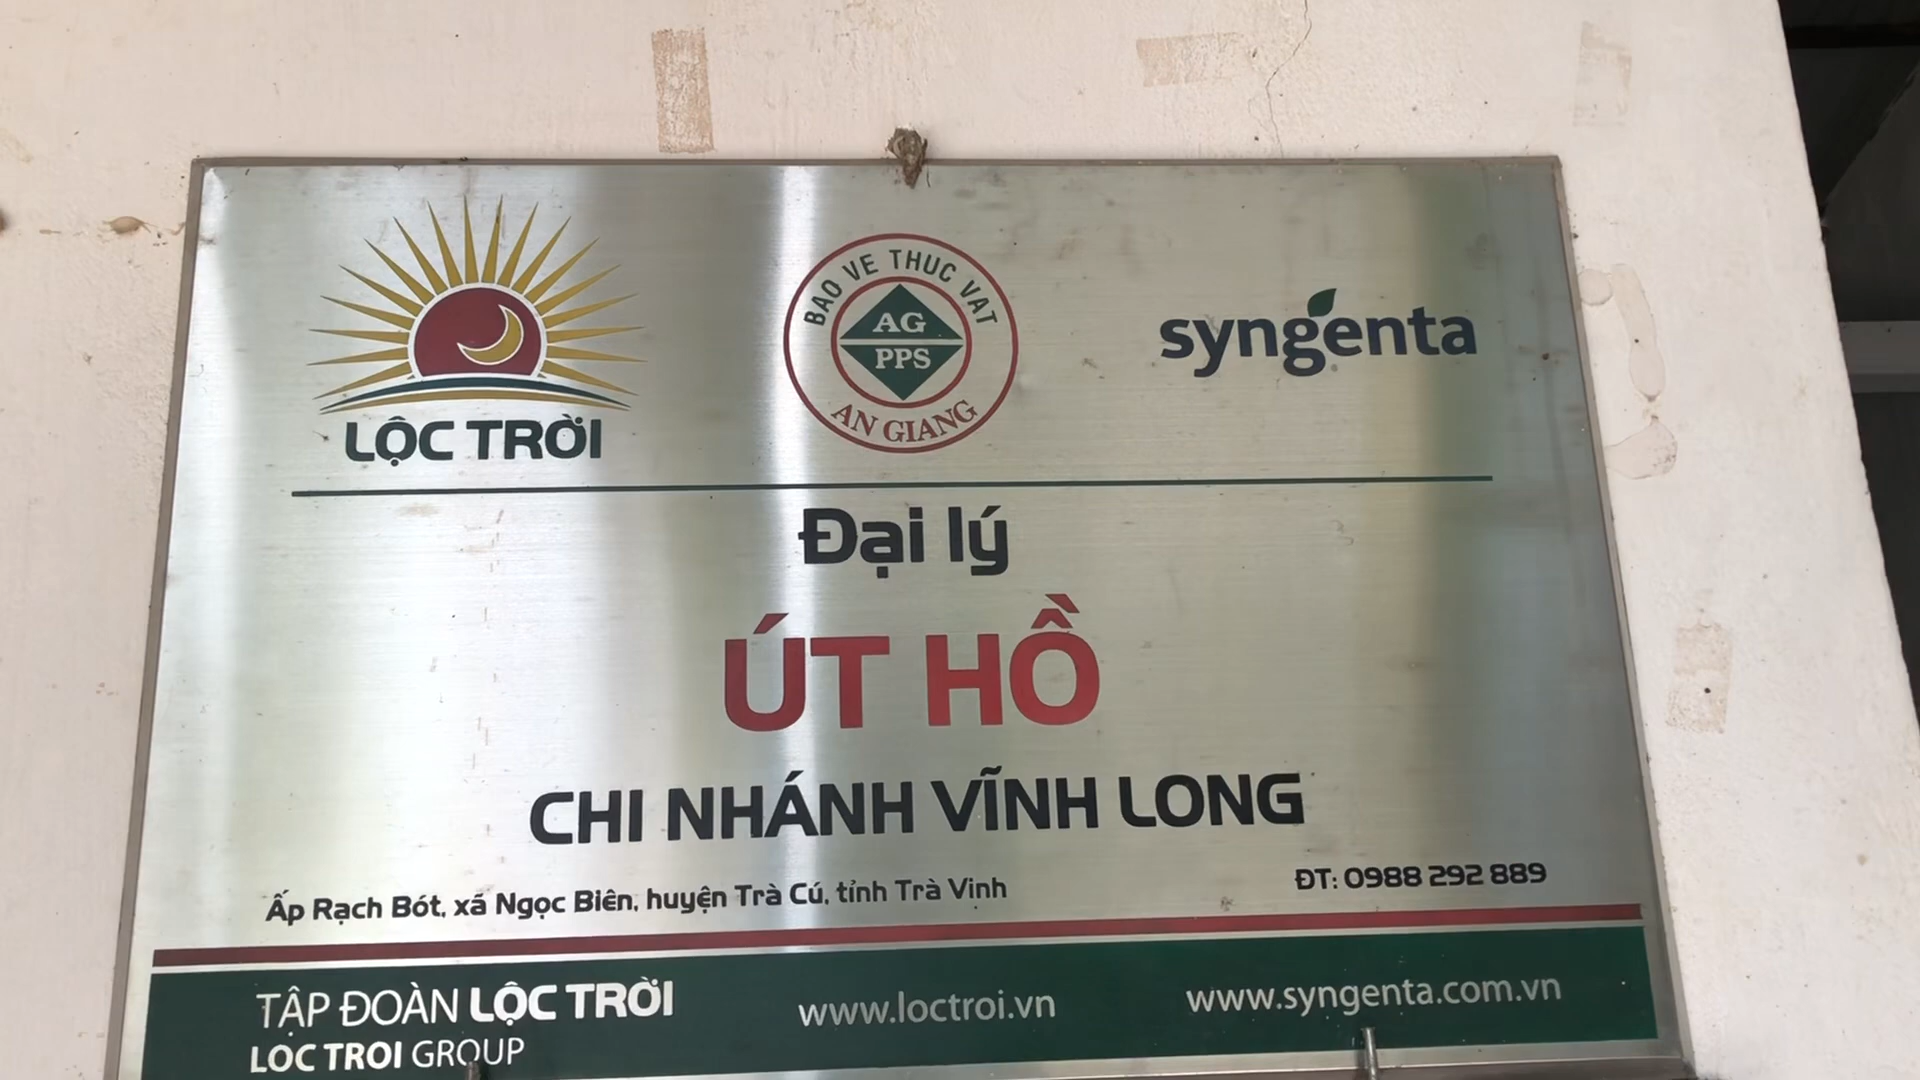 LỘC TRỜI
BAO VE THUC VAT
AG
PPS
AN GIANG
syngenta
Đại lý
ÚT HỒ
CHI NHÁNH VĨNH LONG
Ấp Rạch Bót, xã Ngọc Biên, huyện Trà Cú, tỉnh Trà Vinh
ĐT: 0988 292 889
TẬP ĐOÀN LỘC TRỜI
LOC TROI GROUP
www.loctroi.vn
www.syngenta.com.vn